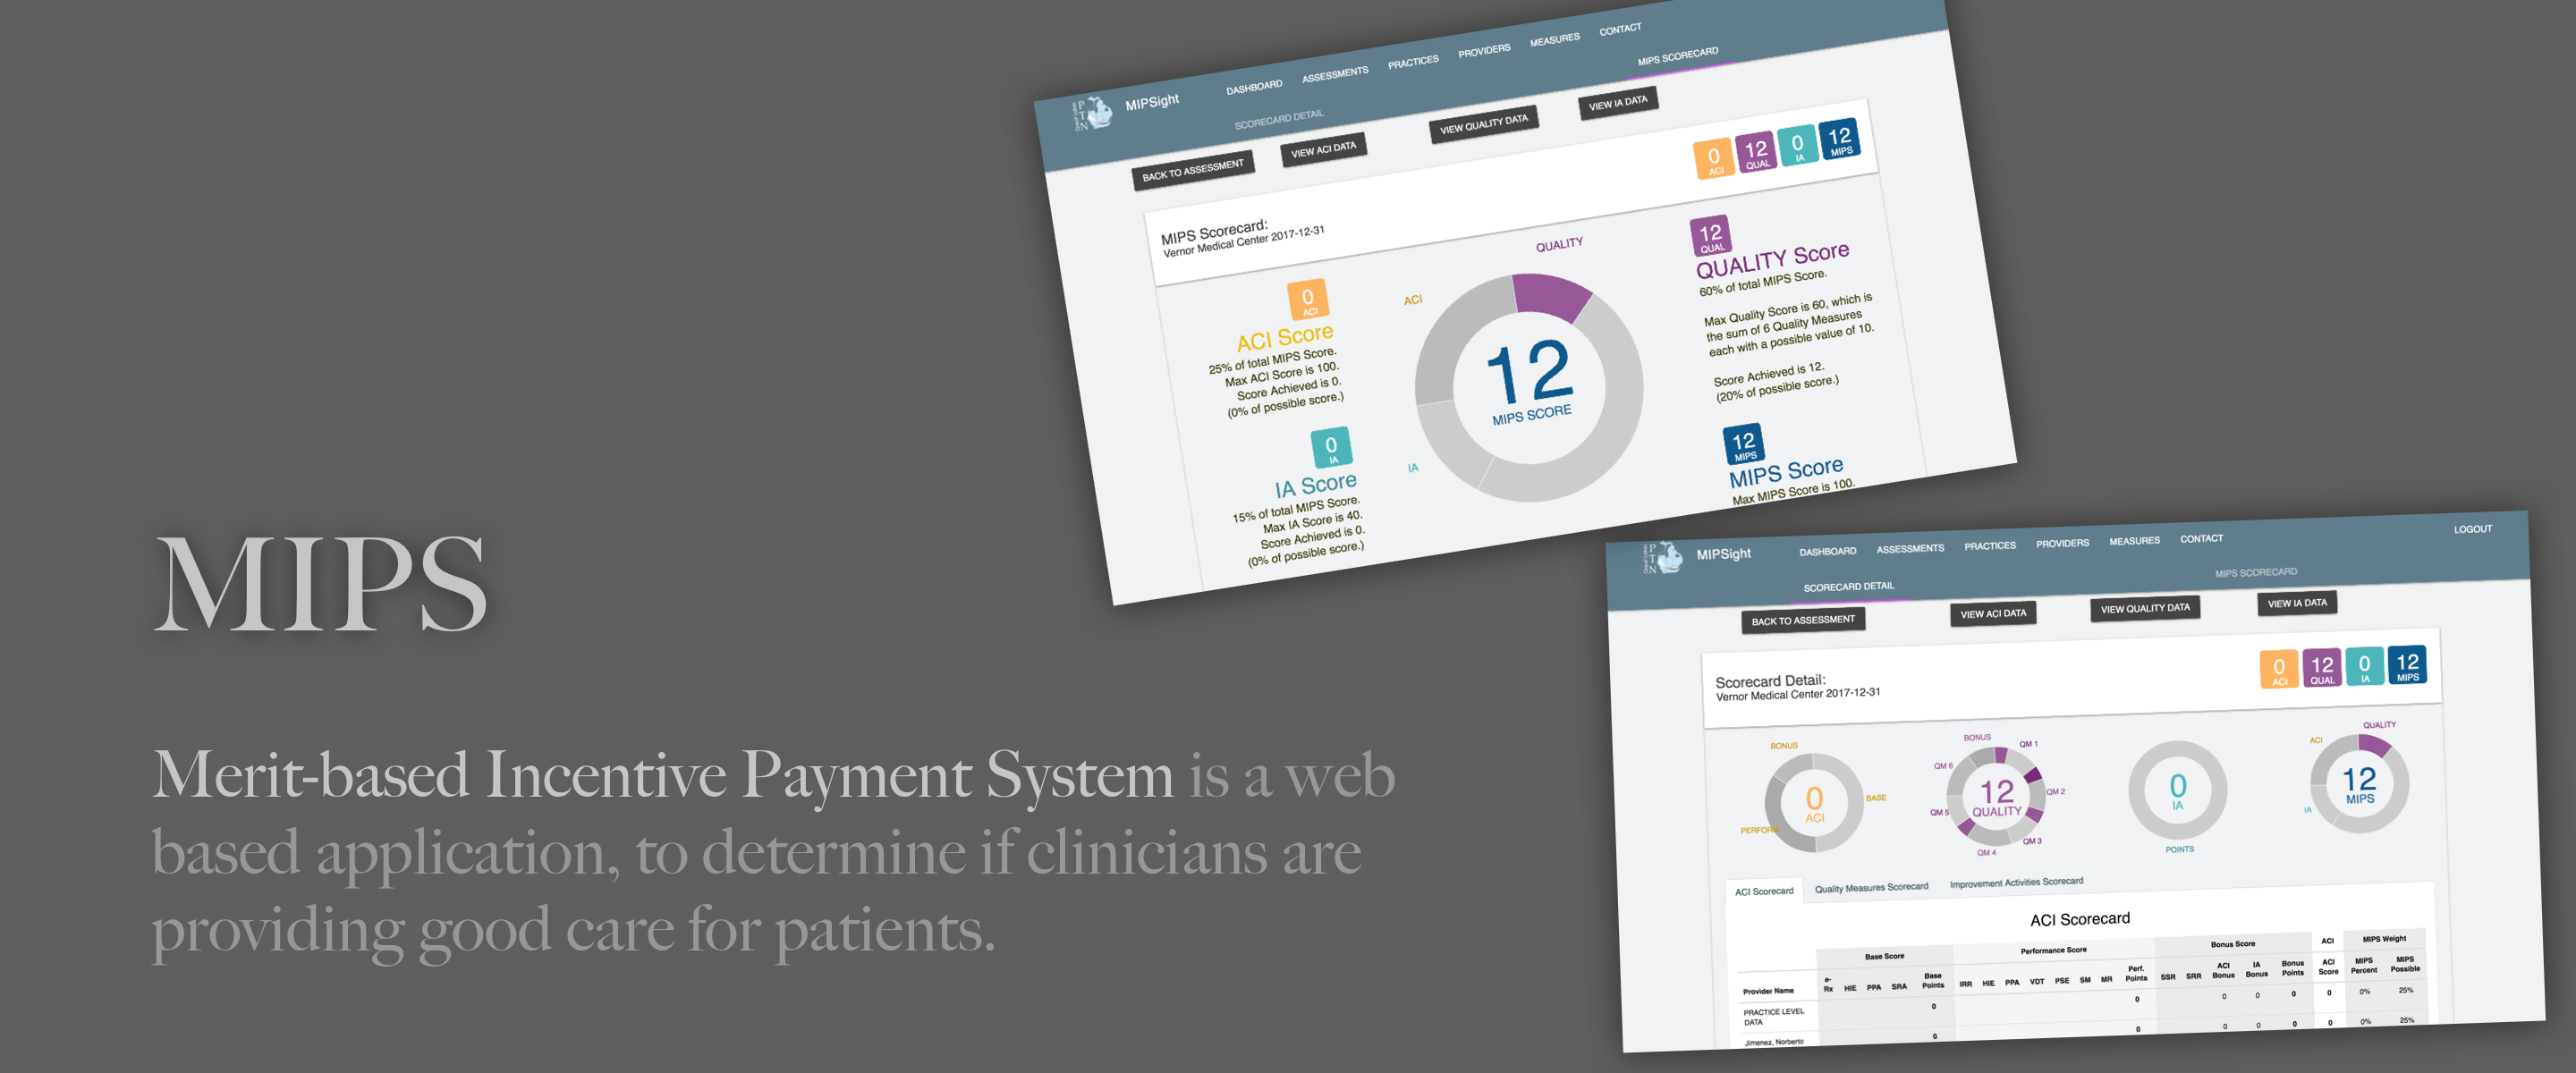 MIPS
Merit-based Incentive Payment System is a web
based application, to determine if clinicians are
providing good care for patients.
PTN
MIPSight
DASHBOARD ASSESSMENTS PRACTICES PROVIDERS MEASURES CONTACT
SCORECARD DETAIL MIPS SCORECARD
BACK TO ASSESSMENT VIEW ACI DATA VIEW QUALITY DATA VIEW IA DATA
MIPS Scorecard:
Vernor Medical Center 2017-12-31
0 ACI 12 QUAL 0 IA 12 MIPS
0
ACI
ACI Score
25% of total MIPS Score.
Max ACI Score is 100.
Score Achieved is 0.
(0% of possible score.)
0
IA
IA Score
15% of total MIPS Score.
Max IA Score is 40.
Score Achieved is 0.
(0% of possible score.)
QUALITY
ACI
IA
12
MIPS SCORE
12
QUAL
QUALITY Score
60% of total MIPS Score.
Max Quality Score is 60, which is
the sum of 6 Quality Measures
each with a possible value of 10.
Score Achieved is 12.
(20% of possible score.)
12
MIPS
MIPS Score
Max MIPS Score is 100.
PTN
MIPSight
DASHBOARD ASSESSMENTS PRACTICES PROVIDERS MEASURES CONTACT LOGOUT
SCORECARD DETAIL MIPS SCORECARD
BACK TO ASSESSMENT VIEW ACI DATA VIEW QUALITY DATA VIEW IA DATA
Scorecard Detail:
Vernor Medical Center 2017-12-31
0 ACI 12 QUAL 0 IA 12 MIPS
BONUS
BASE
PERFORM
0
ACI
BONUS
QM 1
QM 2
QM 3
QM 4
QM 5
QM 6
12
QUALITY
0
IA
POINTS
QUALITY
ACI
IA
12
MIPS
ACI Scorecard Quality Measures Scorecard Improvement Activities Scorecard
ACI Scorecard
Base Score Performance Score Bonus Score ACI MIPS Weight
Provider Name e-Rx HIE PPA SRA Base Points IRR HIE PPA VDT PSE SM MR Perf. Points SSR SRR ACI Bonus IA Bonus Bonus Points ACI Score MIPS Percent MIPS Possible
PRACTICE LEVEL DATA 0 0 0 0 0 0 0% 25%
Jimenez, Norberto 0 0 0 0 0 0 0% 25%